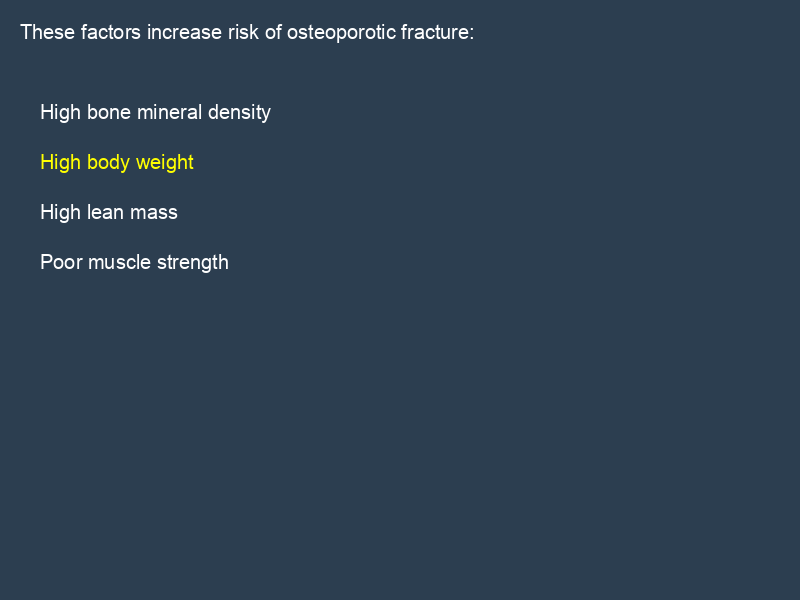 These factors increase risk of osteoporotic fracture:
High bone mineral density
High body weight
High lean mass
Poor muscle strength